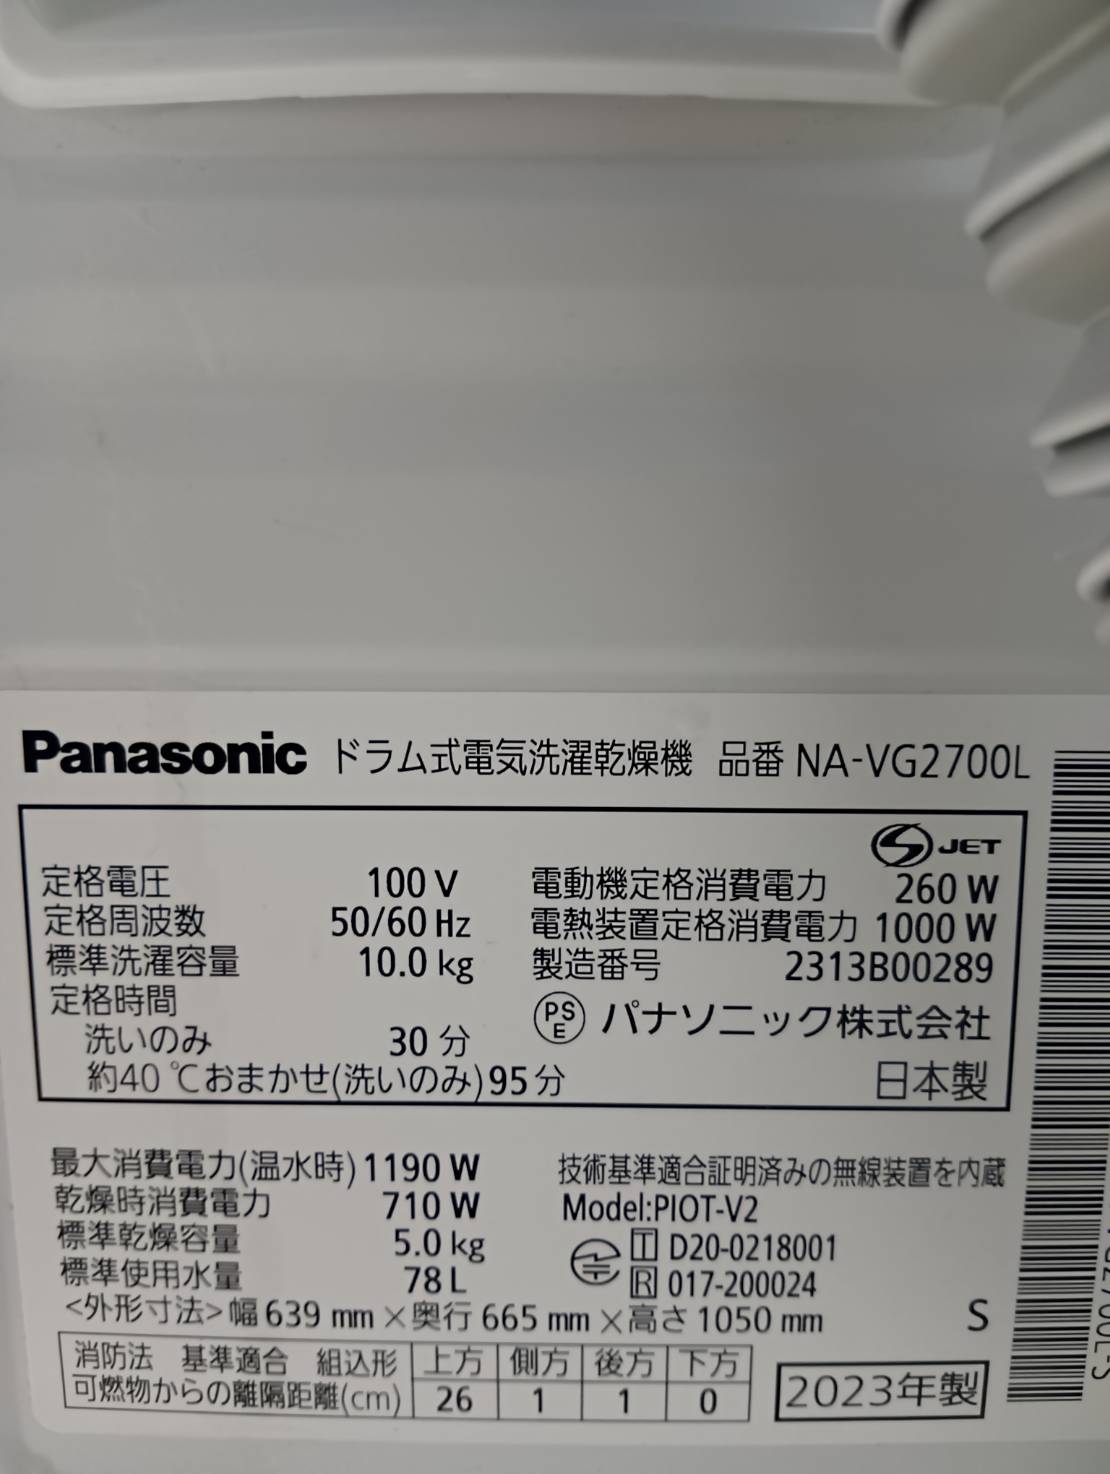 Panasonic ドラム式電気洗濯乾燥機 品番 NA-VG2700L
JET
定格電圧 100 V
電動機定格消費電力 260 W
定格周波数 50/60 Hz
電熱装置定格消費電力 1000 W
標準洗濯容量 10.0 kg
製造番号 2313B00289
定格時間
PS E パナソニック株式会社
洗いのみ 30 分
約40℃おまかせ(洗いのみ)95分
日本製
最大消費電力(温水時) 1190 W
技術基準適合証明済みの無線装置を内蔵
乾燥時消費電力 710 W
Model:PIOT-V2
標準乾燥容量 5.0 kg
T D20-0218001
標準使用水量 78 L
R 017-200024
<外形寸法>幅 639 mm×奥行 665 mm×高さ 1050 mm
S
消防法 基準適合 組込形 上方 側方 後方 下方
可燃物からの離隔距離(cm) 26 1 1 0
2023年製